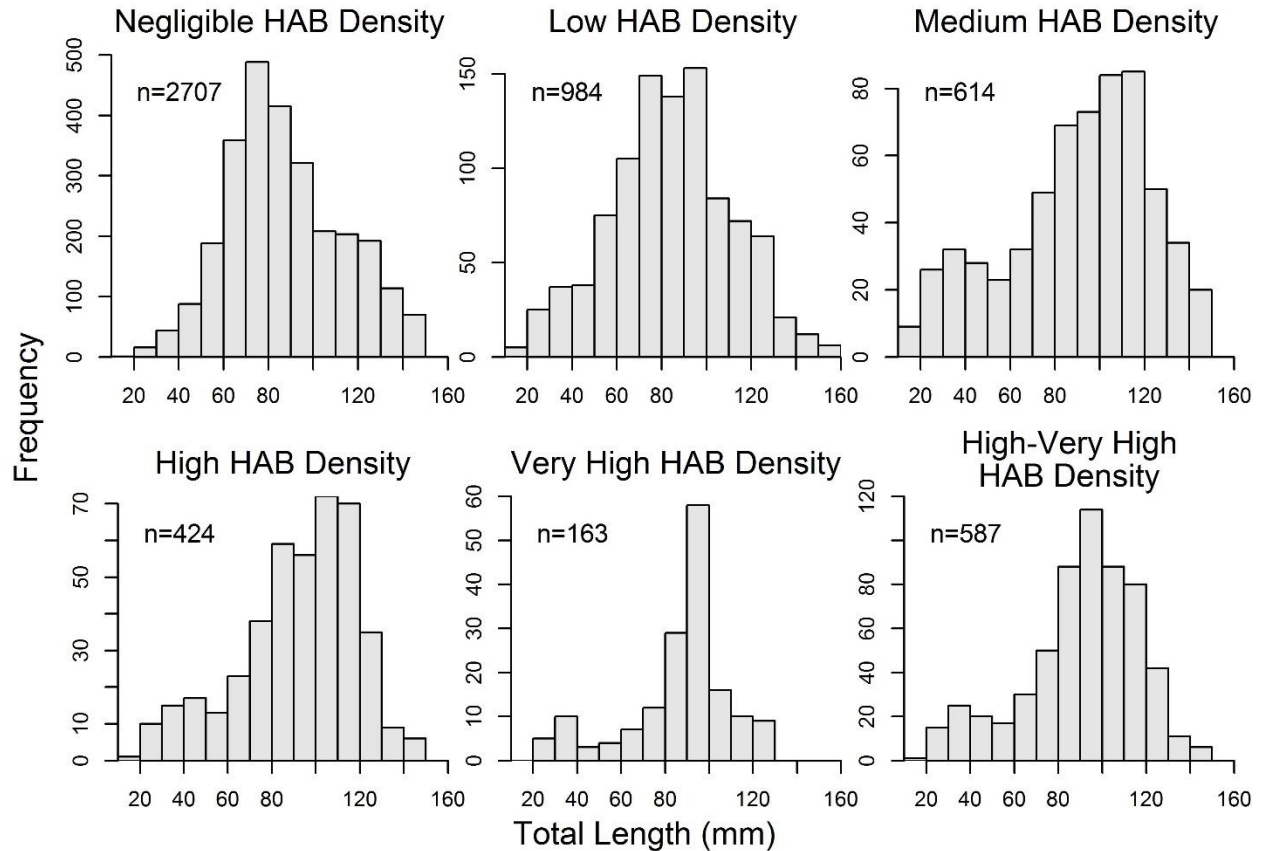 Negligible HAB Density
n=2707
0 100 200 300 400 500
20 40 60 80 120 160
Low HAB Density
n=984
0 50 100 150
20 40 60 80 120 160
Medium HAB Density
n=614
0 20 40 60 80
20 40 60 80 120 160
Frequency
High HAB Density
n=424
0 10 30 50 70
20 40 60 80 120 160
Very High HAB Density
n=163
0 10 20 30 40 50 60
20 40 60 80 120 160
High-Very High
HAB Density
n=587
0 20 40 60 80 120
20 40 60 80 120 160
Total Length (mm)